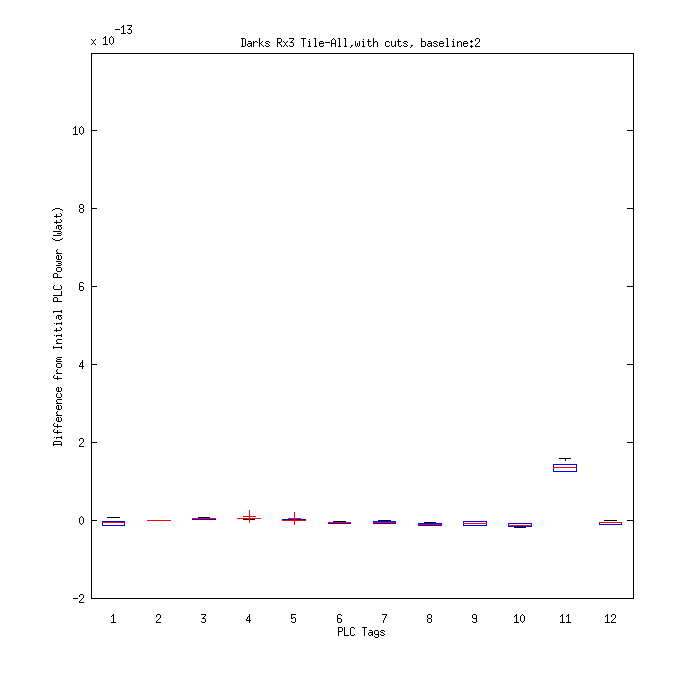 x 10 -13
Darks Rx3 Tile-All,with cuts, baseline:2
10
8
6
4
2
0
-2
Difference from Initial PLC Power (Watt)
1 2 3 4 5 6 7 8 9 10 11 12
PLC Tags